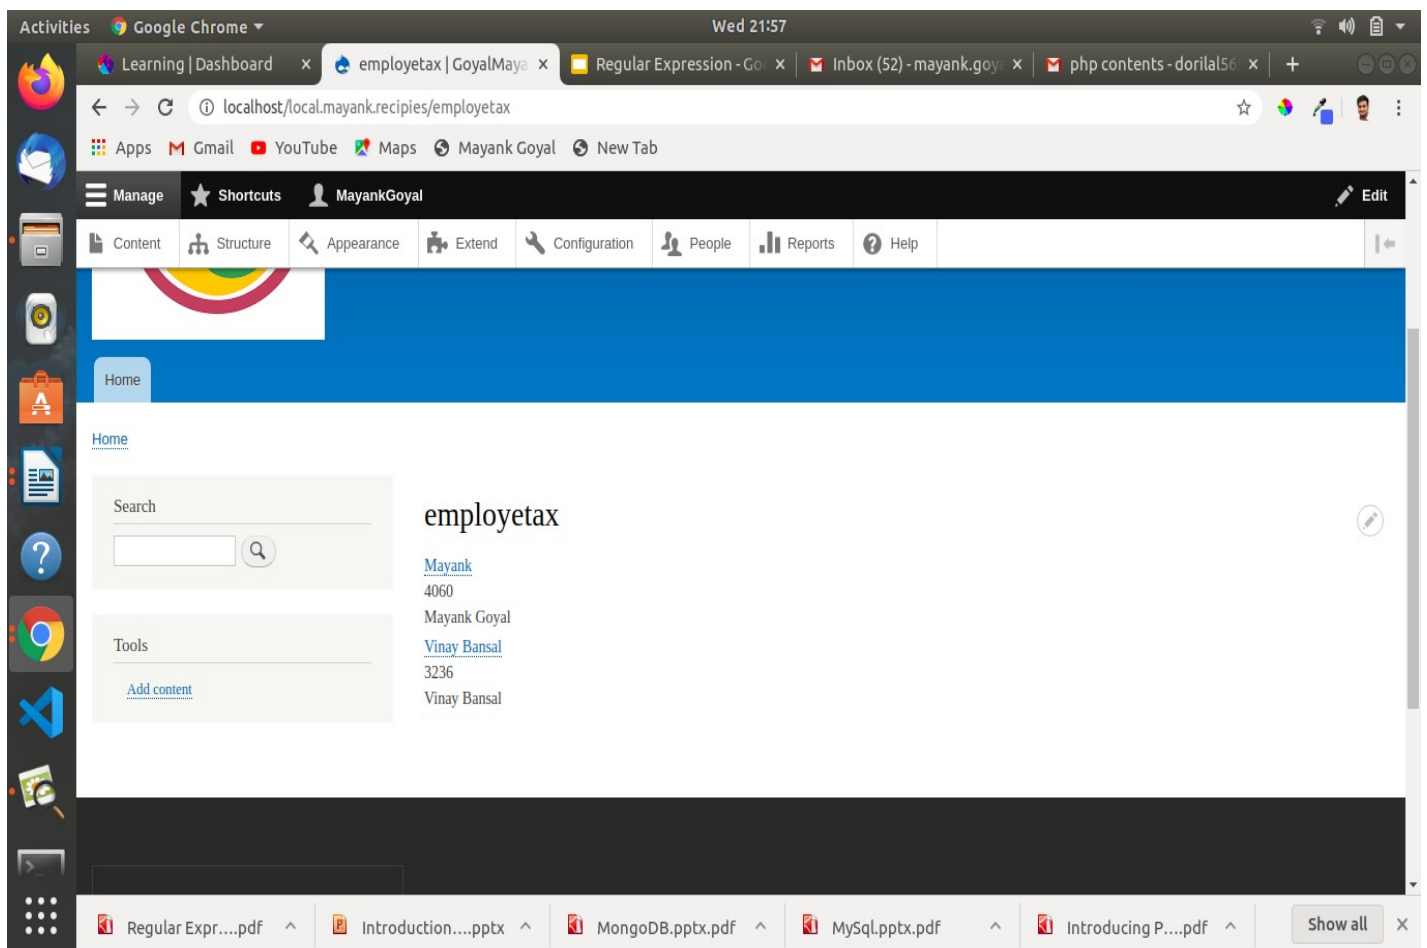 Activities Google Chrome Wed 21:57
Learning | Dashboard employetax | GoyalMaya Regular Expression - Goo Inbox (52) - mayank.goya php contents - dorilal56
localhost/local.mayank.recipies/employetax
Apps Gmail YouTube Maps Mayank Goyal New Tab
Manage Shortcuts MayankGoyal Edit
Content Structure Appearance Extend Configuration People Reports Help
Home
Home
Search
employetax
Mayank
4060
Mayank Goyal
Tools
Vinay Bansal
3236
Add content
Vinay Bansal
Regular Expr....pdf Introduction....pptx MongoDB.pptx.pdf MySql.pptx.pdf Introducing P....pdf Show all